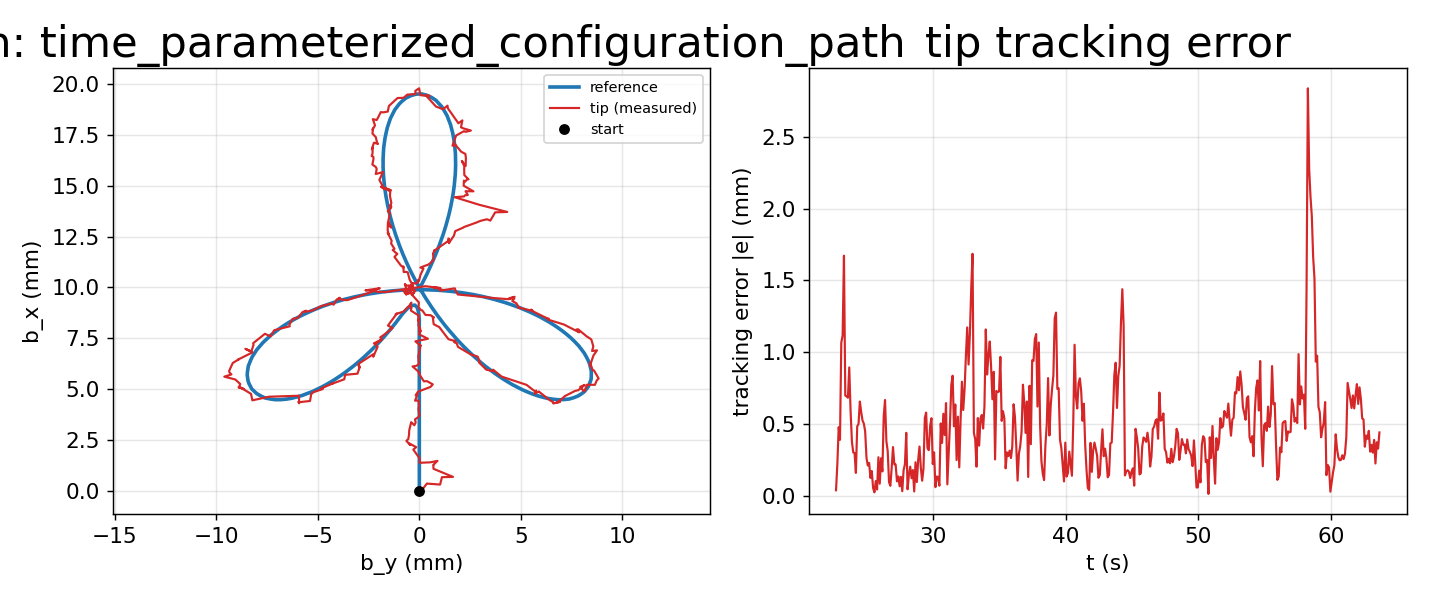 n: time_parameterized_configuration_path
tip tracking error
20.0
17.5
15.0
12.5
10.0
7.5
5.0
2.5
0.0
b_x (mm)
−15
−10
−5
0
5
10
b_y (mm)
reference
tip (measured)
start
2.5
2.0
1.5
1.0
0.5
0.0
tracking error |e| (mm)
30
40
50
60
t (s)